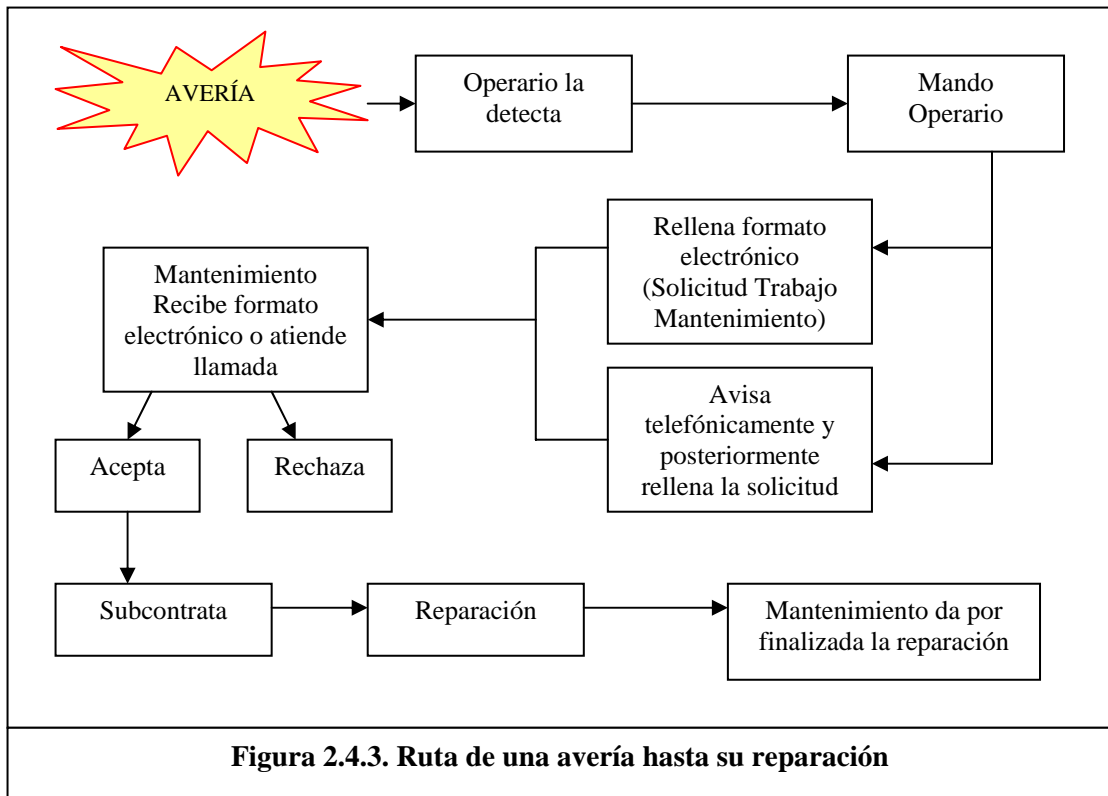 AVERÍA
Operario la
detecta
Mando
Operario
Rellena formato
electrónico
(Solicitud Trabajo
Mantenimiento)
Avisa
telefónicamente y
posteriormente
rellena la solicitud
Mantenimiento
Recibe formato
electrónico o atiende
llamada
Acepta
Rechaza
Subcontrata
Reparación
Mantenimiento da por
finalizada la reparación
Figura 2.4.3. Ruta de una avería hasta su reparación